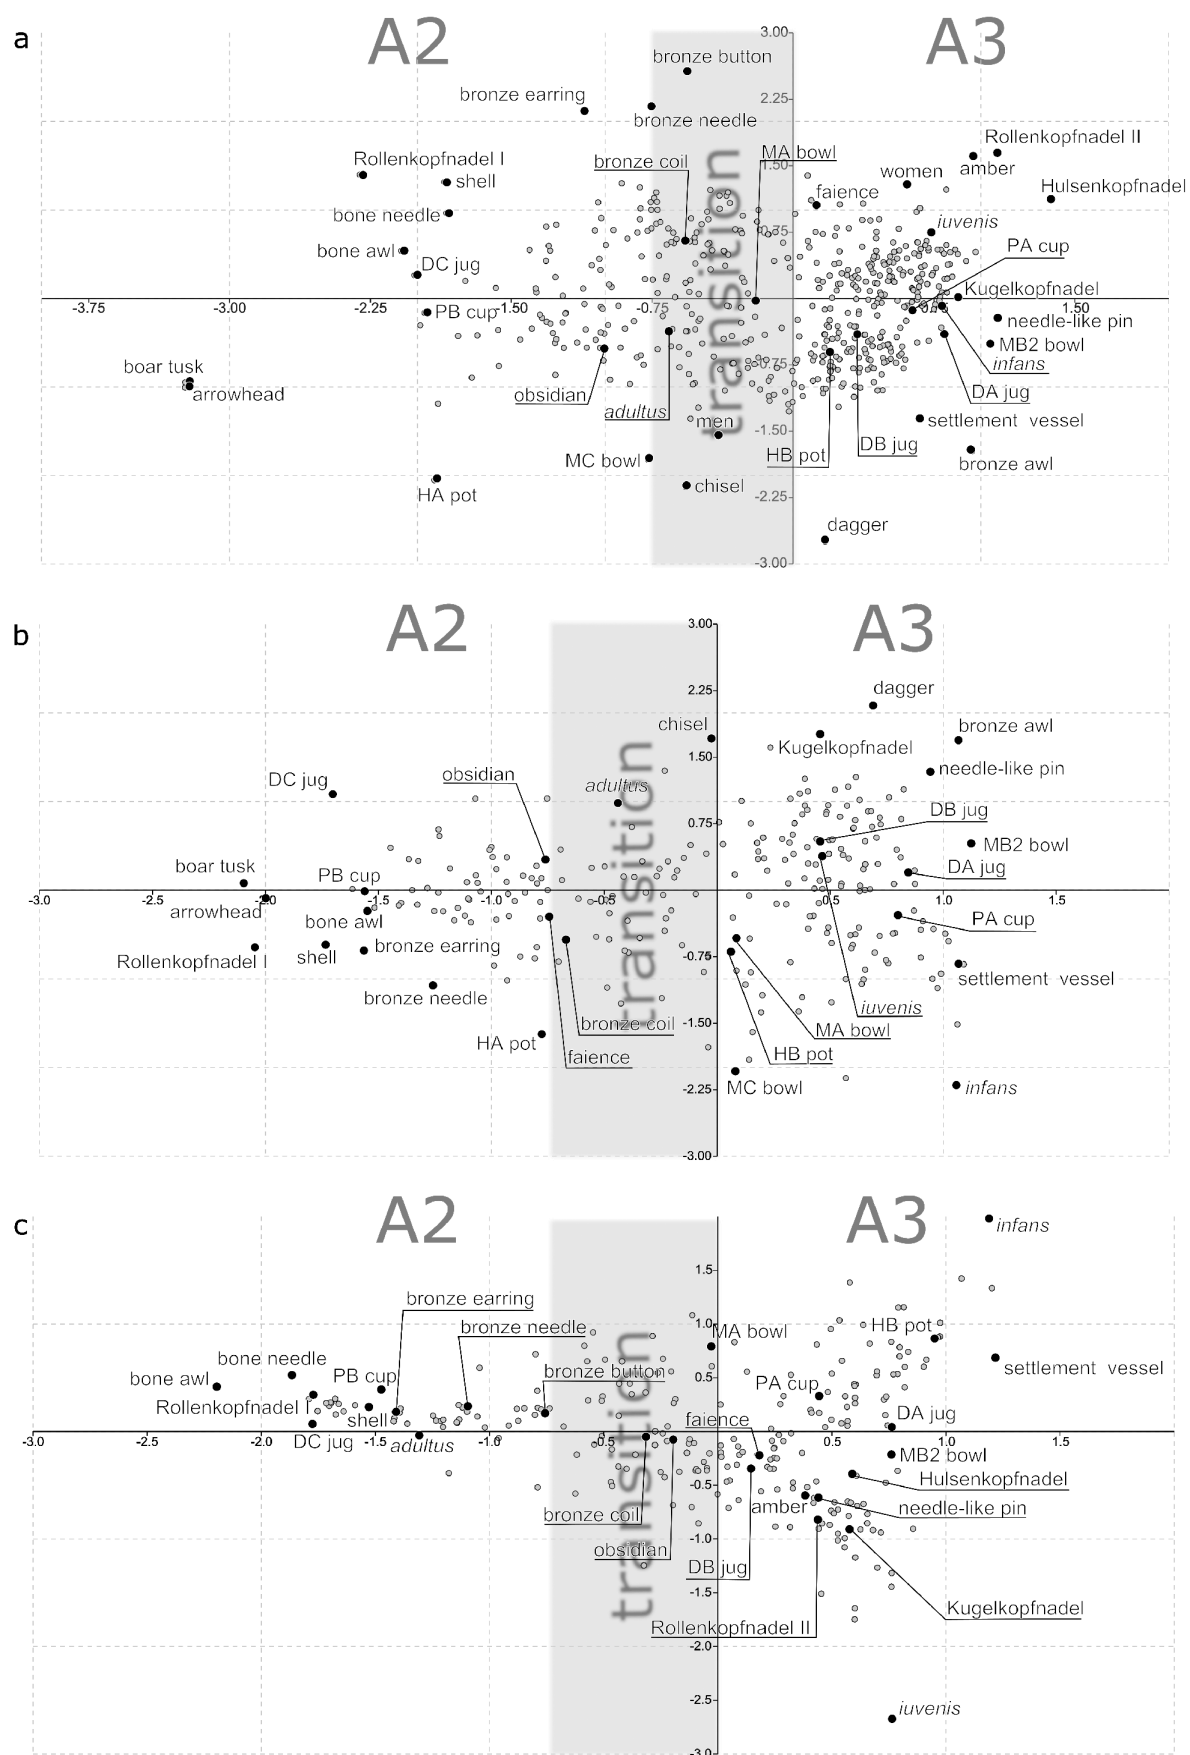 a
A2
A3
3.00
bronze button
2.25
bronze earring
bronze needle
Rollenkopfnadel II
MA bowl
1.50
bronze coil
amber
Rollenkopfnadel I
women
shell
Hulsenkopfnadel
faience
bone needle
iuvenis
0.75
PA cup
bone awl
DC jug
Kugelkopfnadel
-3.75
-3.00
-2.25
-1.50
-0.75
1.50
PB cup
needle-like pin
MB2 bowl
infans
-0.75
boar tusk
arrowhead
obsidian
DA jug
adultus
men
settlement vessel
-1.50
DB jug
HB pot
MC bowl
bronze awl
chisel
HA pot
-2.25
dagger
-3.00
transition
b
A2
A3
3.00
dagger
2.25
chisel
bronze awl
Kugelkopfnadel
1.50
needle-like pin
DC jug
obsidian
adultus
DB jug
0.75
MB2 bowl
boar tusk
PB cup
DA jug
-3.0
-2.5
-2.0
-1.5
-1.0
-0.5
0.5
1.0
1.5
arrowhead
bone awl
PA cup
bronze earring
shell
Rollenkopfnadel I
-0.75
settlement vessel
bronze needle
iuvenis
bronze coil
-1.50
MA bowl
HA pot
HB pot
faience
MC bowl
-2.25
infans
-3.00
transition
c
A2
A3
infans
1.5
bronze earring
1.0
HB pot
bronze needle
MA bowl
bone needle
settlement vessel
bone awl
PB cup
bronze button
0.5
PA cup
Rollenkopfnadel I
shell
faience
DA jug
-3.0
-2.5
-2.0
-1.5
-1.0
-0.5
0.5
1.0
1.5
DC jug
adultus
MB2 bowl
Hulsenkopfnadel
-0.5
amber
needle-like pin
bronze coil
-1.0
obsidian
DB jug
-1.5
Kugelkopfnadel
Rollenkopfnadel II
-2.0
-2.5
iuvenis
-3.0
transition